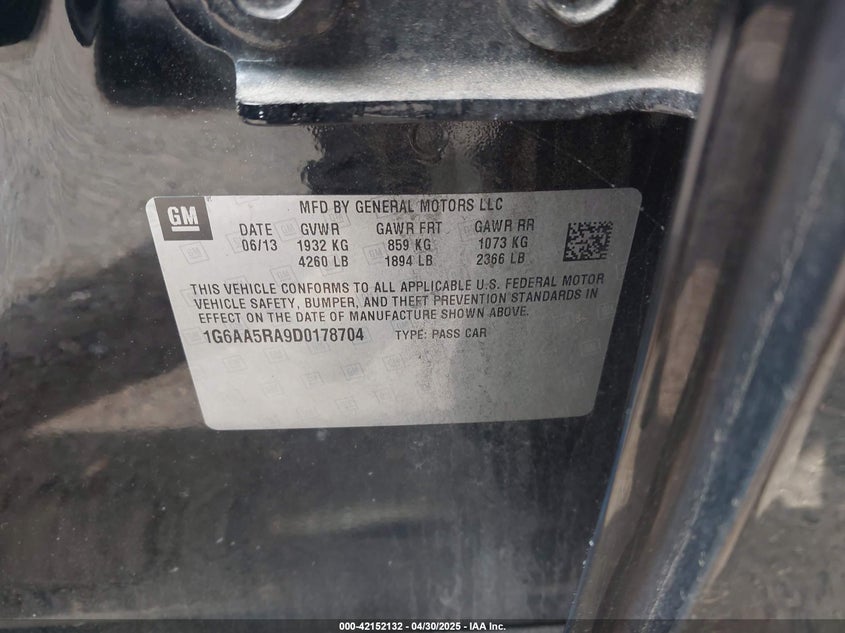 GM
MFD BY GENERAL MOTORS LLC
DATE GVWR GAWR FRT GAWR RR
06/13 1932 KG 859 KG 1073 KG
4260 LB 1894 LB 2366 LB
THIS VEHICLE CONFORMS TO ALL APPLICABLE U.S. FEDERAL MOTOR
VEHICLE SAFETY, BUMPER, AND THEFT PREVENTION STANDARDS IN
EFFECT ON THE DATE OF MANUFACTURE SHOWN ABOVE.
1G6AA5RA9D0178704 TYPE: PASS CAR
000-42152132 - 04/30/2025 - IAA Inc.